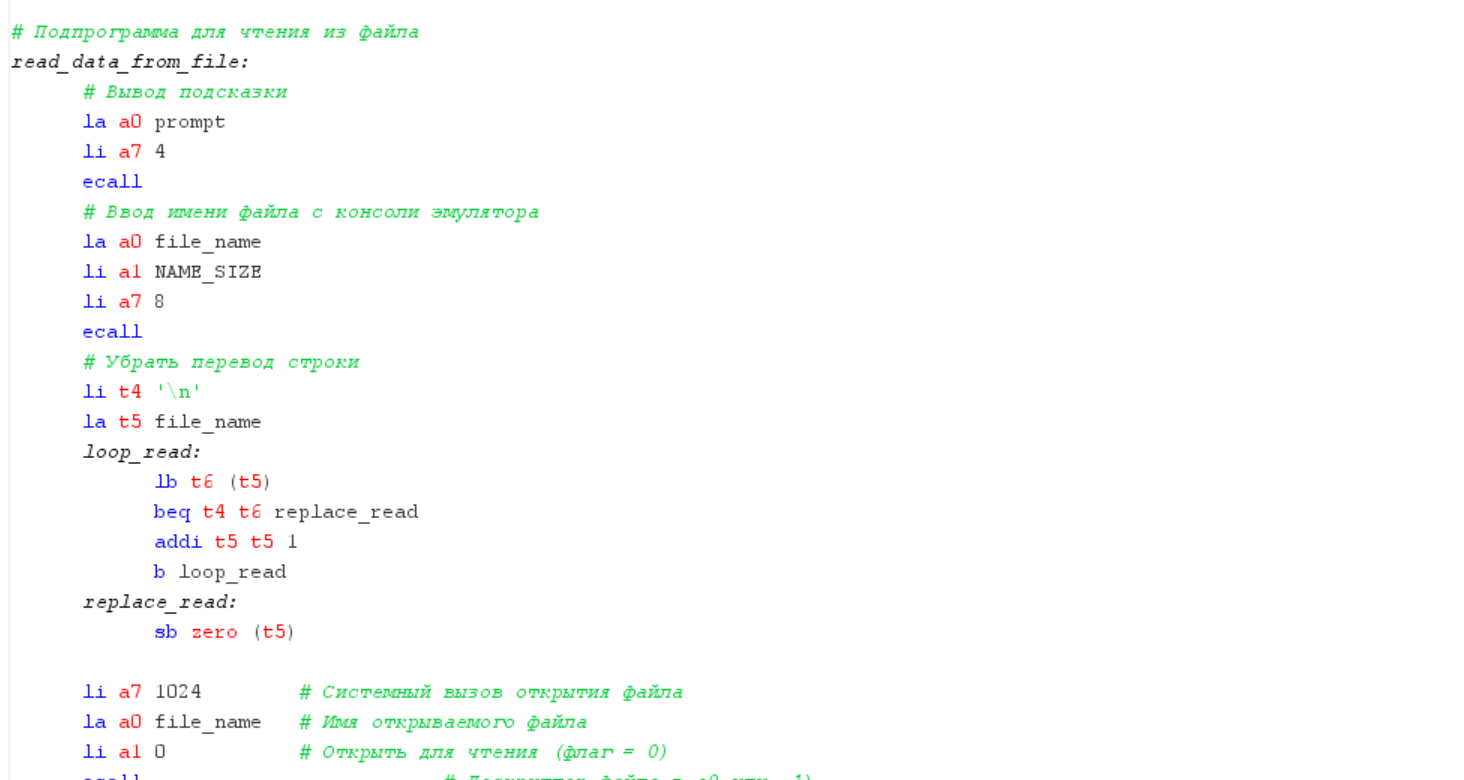 # Подпрограмма для чтения из файла
read_data_from_file:
# Вывод подсказки
la a0 prompt
li a7 4
ecall
# Ввод имени файла с консоли эмулятора
la a0 file_name
li a1 NAME_SIZE
li a7 8
ecall
# Убрать перевод строки
li t4 '\n'
la t5 file_name
loop_read:
lb t6 (t5)
beq t4 t6 replace_read
addi t5 t5 1
b loop_read
replace_read:
sb zero (t5)
li a7 1024 # Системный вызов открытия файла
la a0 file_name # Имя открываемого файла
li a1 0 # Открыть для чтения (флаг = 0)
ecall #